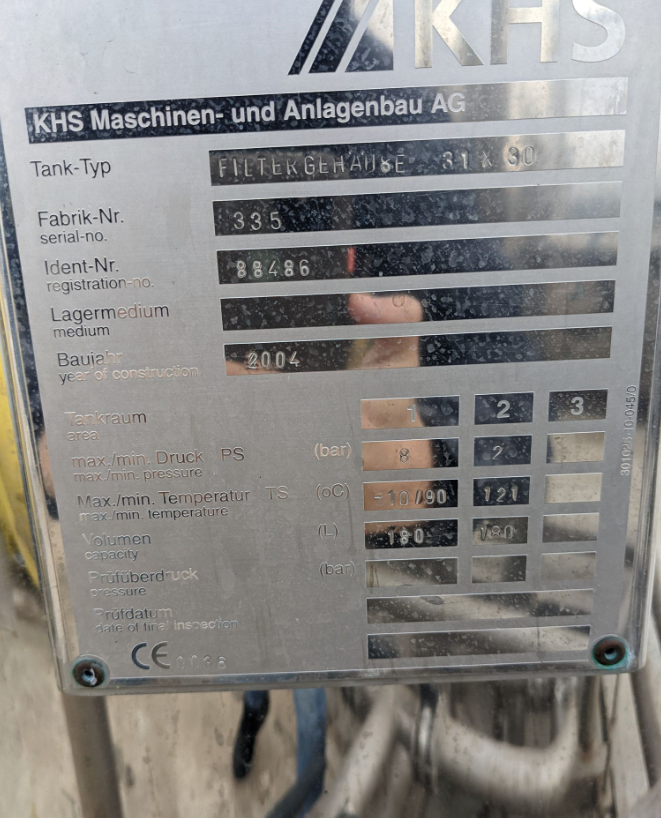 KHS
KHS Maschinen- und Anlagenbau AG
Tank-Typ FILTERGEHAUSE 31 X 30
Fabrik-Nr. 335
serial-no.
Ident-Nr. 88486
registration-no.
Lagermedium
medium
Baujahr 2004
year of construction
Tankraum 1 2 3
area
max./min. Druck PS (bar) 8 2
max./min. pressure
Max./min. Temperatur TS (oC) -10/90 121
max./min. temperature
Volumen (L) 180 180
capacity
Prüfüberdruck (bar)
pressure
Prüfdatum
date of final inspection
CE 0036